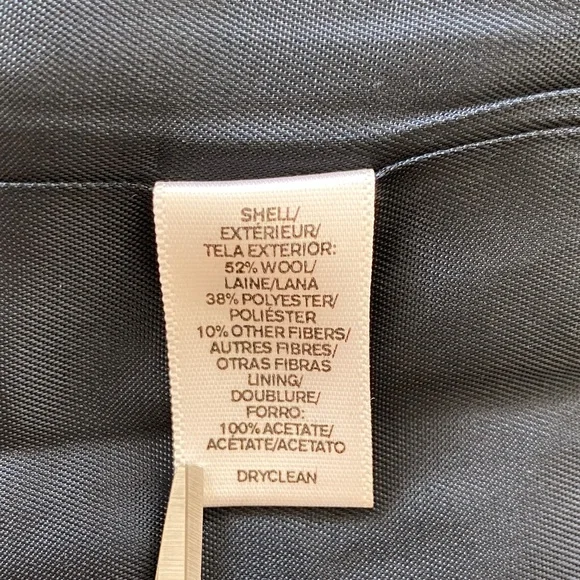 SHELL/
EXTÉRIEUR/
TELA EXTERIOR:
52% WOOL/
LAINE/LANA
38% POLYESTER/
POLIÉSTER
10% OTHER FIBERS/
AUTRES FIBRES/
OTRAS FIBRAS
LINING/
DOUBLURE/
FORRO:
100% ACETATE/
ACÉTATE/ACETATO
DRYCLEAN